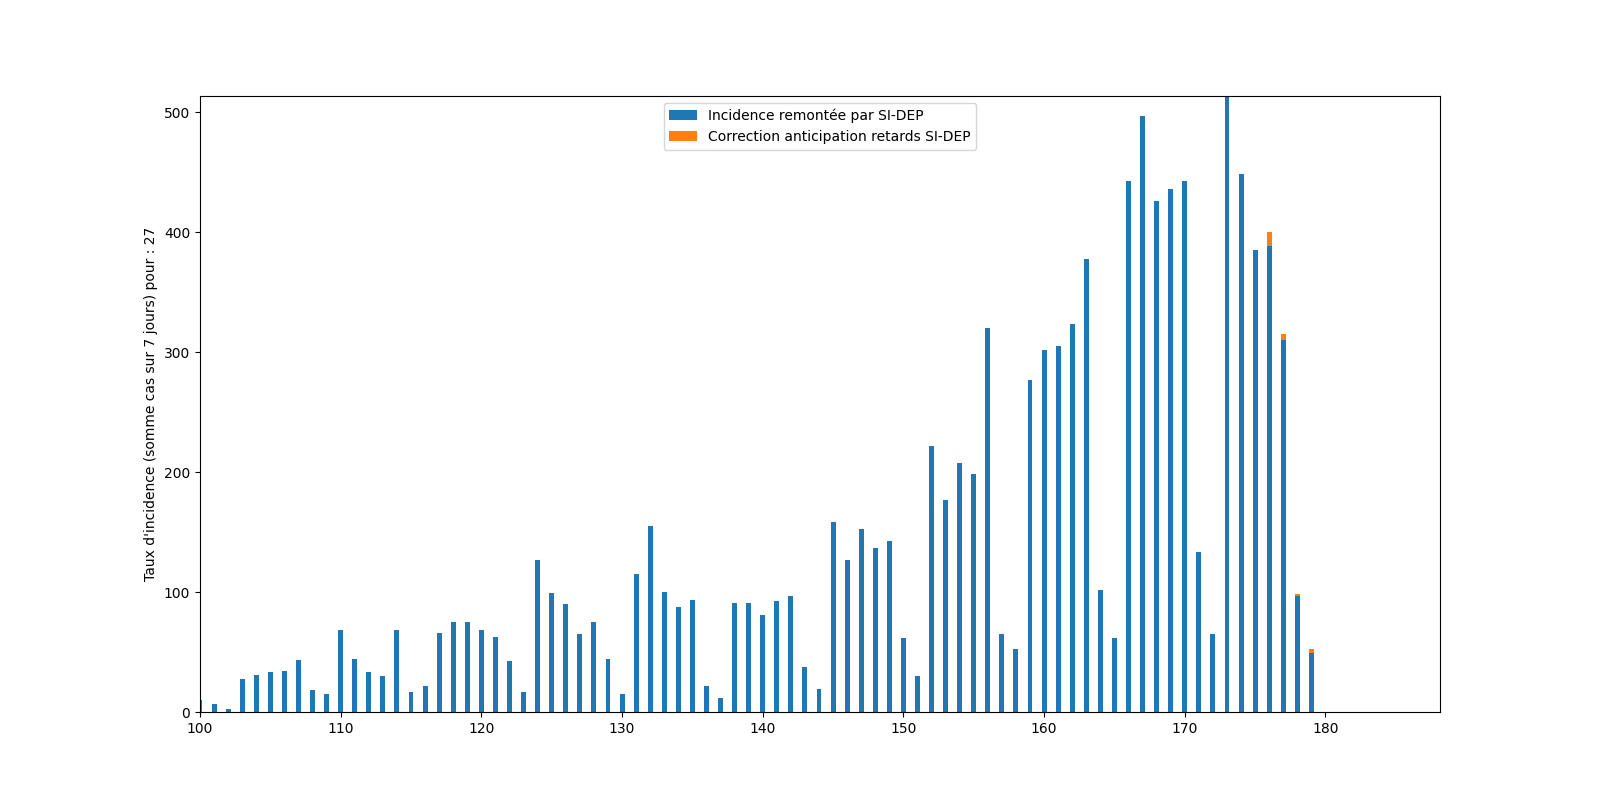 Incidence remontée par SI-DEP
Correction anticipation retards SI-DEP
Taux d'incidence (somme cas sur 7 jours) pour : 27
500
400
300
200
100
0
100 110 120 130 140 150 160 170 180